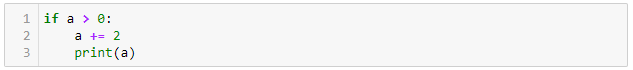 1 if a > 0:
2     a += 2
3     print(a)